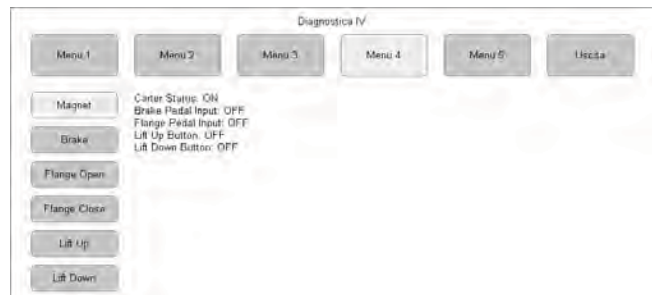 Diagnostica IV
Menu 1 Menu 2 Menu 3 Menu 4 Menu 5 Uscita
Magnet
Carter Status: ON
Brake Pedal Input: OFF
Flange Pedal Input: OFF
Lift Up Button: OFF
Lift Down Button: OFF
Brake
Flange Open
Flange Close
Lift Up
Lift Down